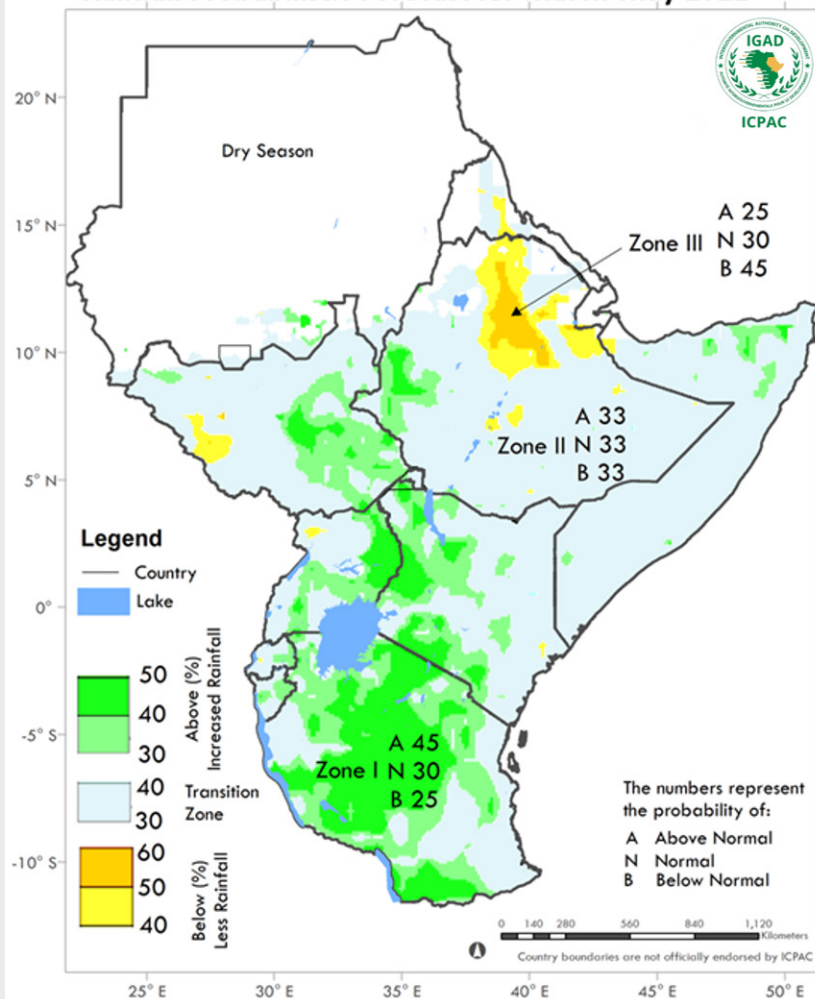 IGAD
ICPAC
20° N
Dry Season
15° N
Zone III
A 25
N 30
B 45
10° N
A 33
Zone II N 33
B 33
5° N
Legend
Country
Lake
0°
50
40
30
Above (%)
Increased Rainfall
40
30
Transition
Zone
60
50
40
Below (%)
Less Rainfall
-5° S
A 45
Zone I N 30
B 25
-10° S
The numbers represent
the probability of:
A Above Normal
N Normal
B Below Normal
0 140 280 560 840 1,120
Kilometers
Country boundaries are not officially endorsed by ICPAC
25° E 30° E 35° E 40° E 45° E 50° E